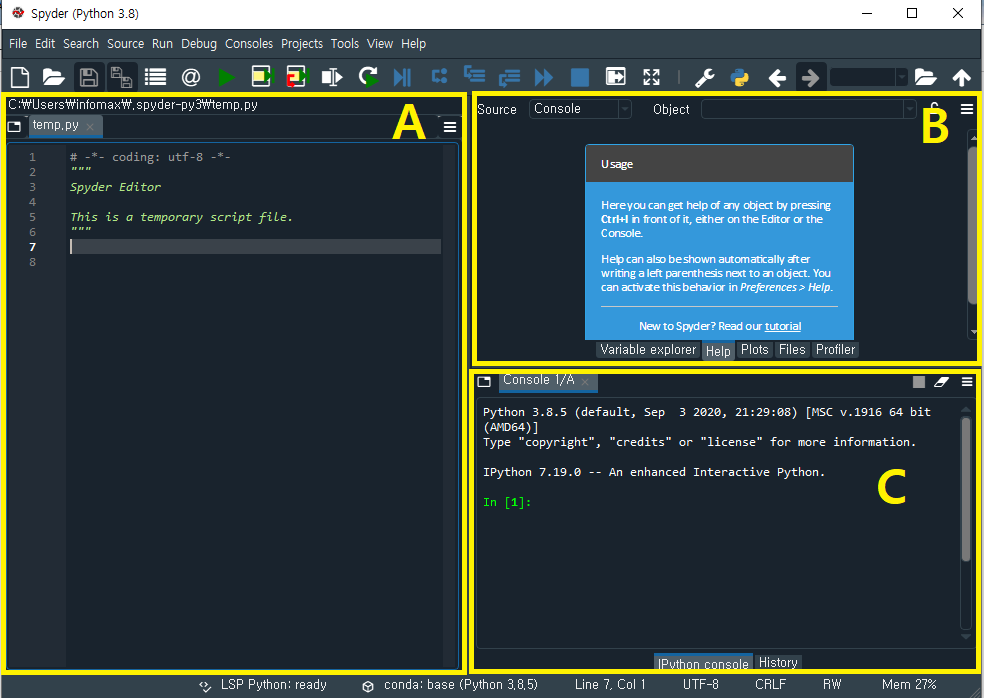 Spyder (Python 3.8)
File Edit Search Source Run Debug Consoles Projects Tools View Help
C:₩Users₩infomax₩.spyder-py3₩temp.py
temp.py
A
1 # -*- coding: utf-8 -*-
2 """
3 Spyder Editor
4
5 This is a temporary script file.
6 """
7
8
Source Console Object
B
Usage
Here you can get help of any object by pressing
Ctrl+I in front of it, either on the Editor or the
Console.
Help can also be shown automatically after
writing a left parenthesis next to an object. You
can activate this behavior in Preferences > Help.
New to Spyder? Read our tutorial
Variable explorer Help Plots Files Profiler
Console 1/A
Python 3.8.5 (default, Sep  3 2020, 21:29:08) [MSC v.1916 64 bit
(AMD64)]
Type "copyright", "credits" or "license" for more information.
IPython 7.19.0 -- An enhanced Interactive Python.
In [1]:
C
IPython console History
LSP Python: ready conda: base (Python 3.8.5) Line 7, Col 1 UTF-8 CRLF RW Mem 27%